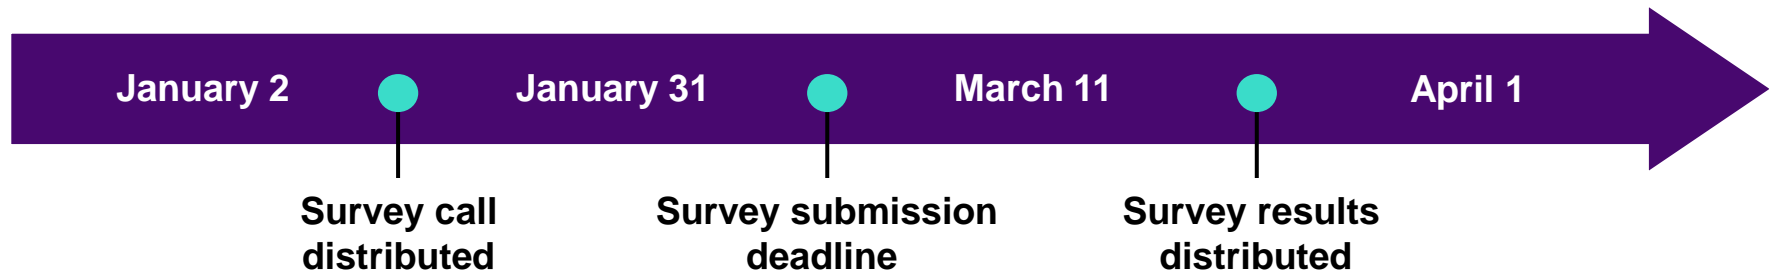 January 2
January 31
March 11
April 1
Survey call
distributed
Survey submission
deadline
Survey results
distributed